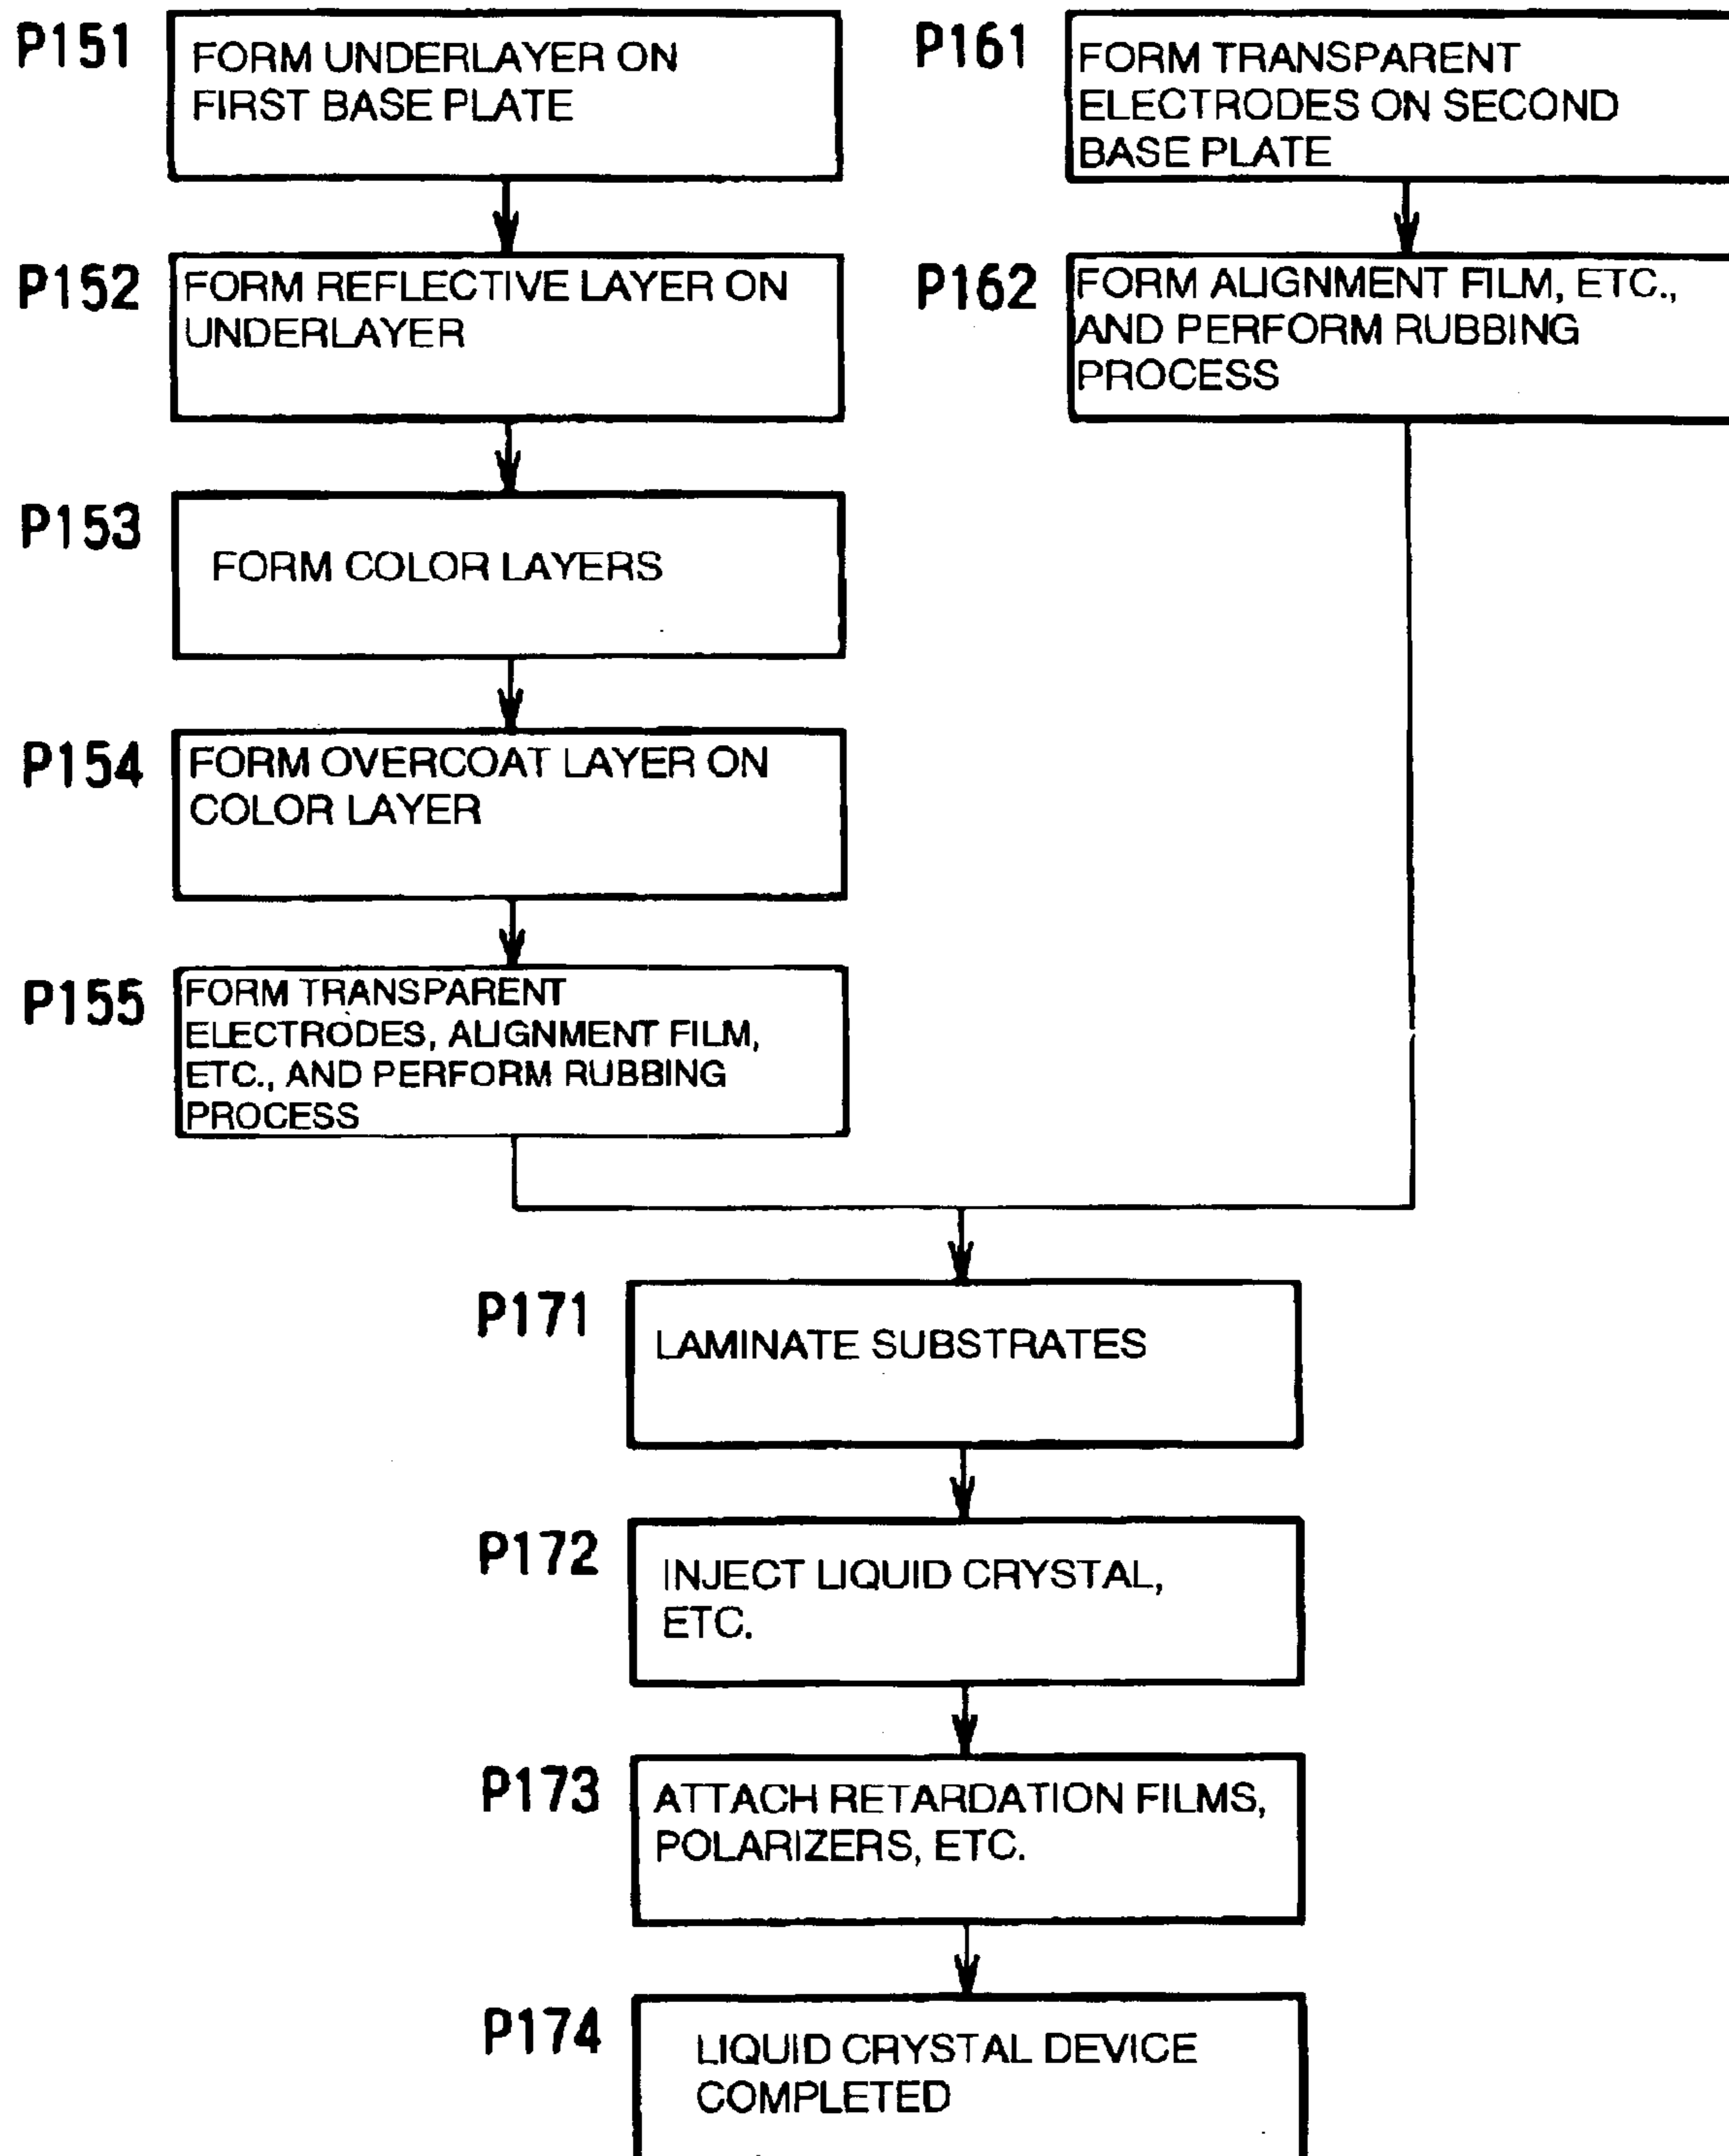 P151
FORM UNDERLAYER ON
FIRST BASE PLATE
P152
FORM REFLECTIVE LAYER ON
UNDERLAYER
P153
FORM COLOR LAYERS
P154
FORM OVERCOAT LAYER ON
COLOR LAYER
P155
FORM TRANSPARENT
ELECTRODES, ALIGNMENT FILM,
ETC., AND PERFORM RUBBING
PROCESS
P161
FORM TRANSPARENT
ELECTRODES ON SECOND
BASE PLATE
P162
FORM ALIGNMENT FILM, ETC.,
AND PERFORM RUBBING
PROCESS
P171
LAMINATE SUBSTRATES
P172
INJECT LIQUID CRYSTAL,
ETC.
P173
ATTACH RETARDATION FILMS,
POLARIZERS, ETC.
P174
LIQUID CRYSTAL DEVICE
COMPLETED